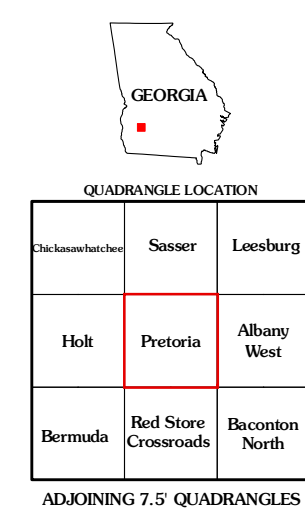 GEORGIA
QUADRANGLE LOCATION
Chickasawhatchee
Sasser
Leesburg
Holt
Pretoria
Albany
West
Bermuda
Red Store
Crossroads
Baconton
North
ADJOINING 7.5' QUADRANGLES